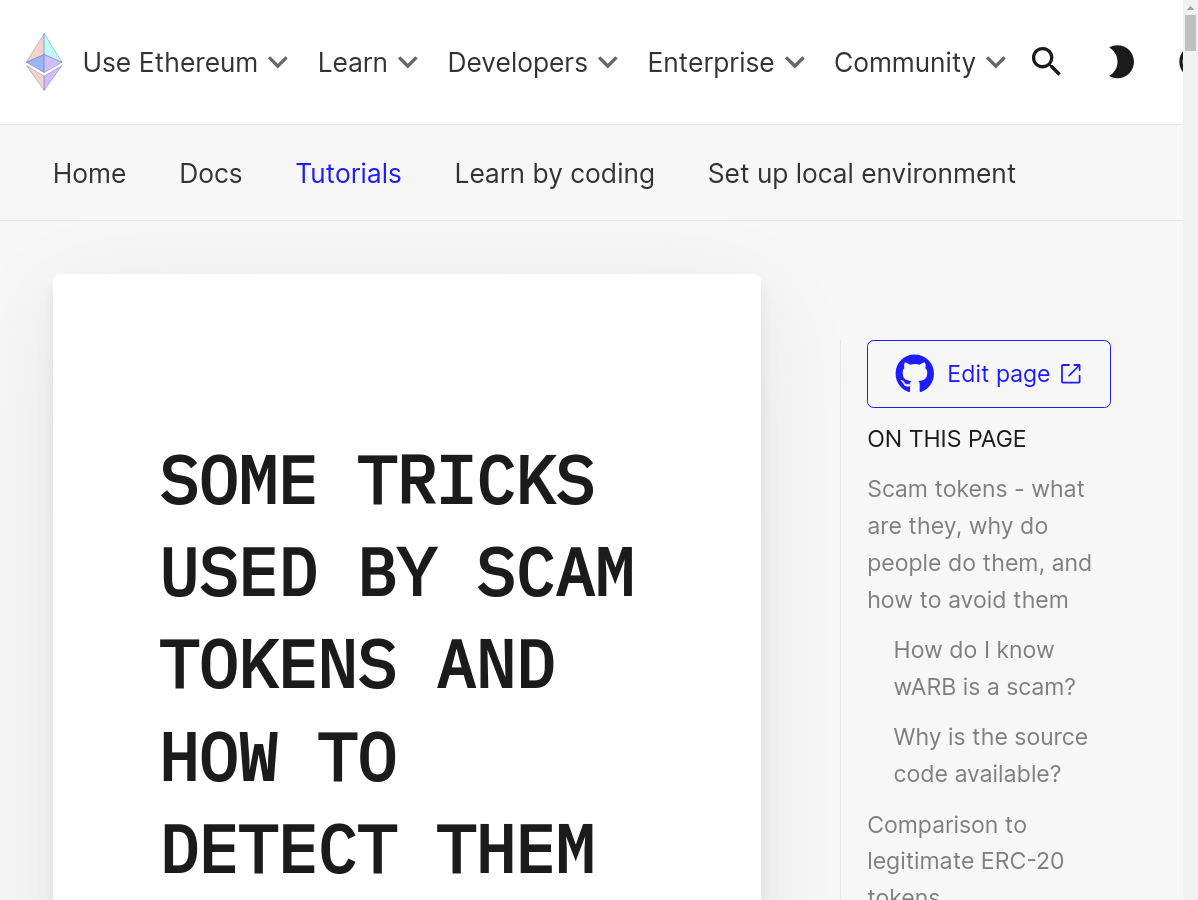 Use Ethereum Learn Developers Enterprise Community
Home Docs Tutorials Learn by coding Set up local environment
SOME TRICKS
USED BY SCAM
TOKENS AND
HOW TO
DETECT THEM
Edit page
ON THIS PAGE
Scam tokens - what
are they, why do
people do them, and
how to avoid them
How do I know
wARB is a scam?
Why is the source
code available?
Comparison to
legitimate ERC-20
tokens